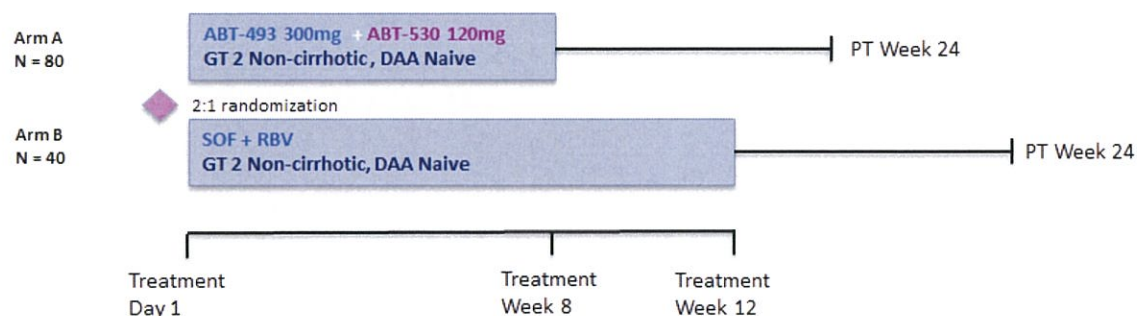 Arm A
N = 80
ABT-493 300mg + ABT-530 120mg
GT 2 Non-cirrhotic, DAA Naive
PT Week 24
2:1 randomization
Arm B
N = 40
SOF + RBV
GT 2 Non-cirrhotic, DAA Naive
PT Week 24
Treatment
Day 1
Treatment
Week 8
Treatment
Week 12